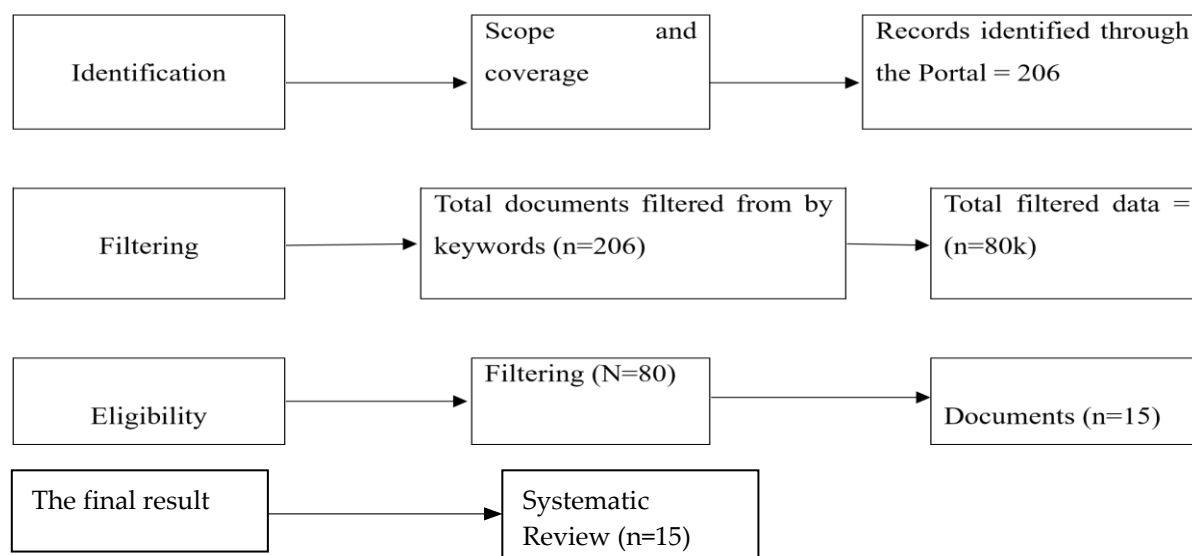 Identification
Scope and
coverage
Records identified through
the Portal = 206
Filtering
Total documents filtered from by
keywords (n=206)
Total filtered data =
(n=80k)
Eligibility
Filtering (N=80)
Documents (n=15)
The final result
Systematic
Review (n=15)